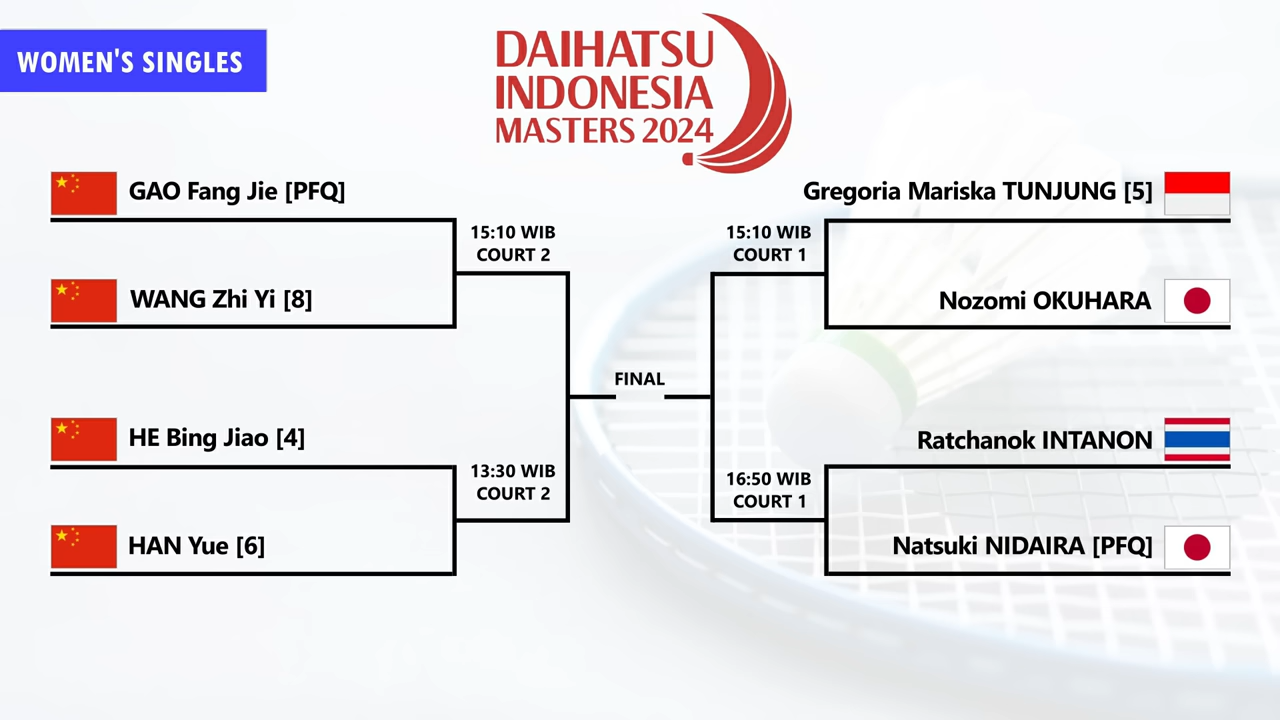 WOMEN'S SINGLES
DAIHATSU
INDONESIA
MASTERS 2024
GAO Fang Jie [PFQ]
15:10 WIB
COURT 2
WANG Zhi Yi [8]
HE Bing Jiao [4]
13:30 WIB
COURT 2
HAN Yue [6]
FINAL
Gregoria Mariska TUNJUNG [5]
15:10 WIB
COURT 1
Nozomi OKUHARA
Ratchanok INTANON
16:50 WIB
COURT 1
Natsuki NIDAIRA [PFQ]